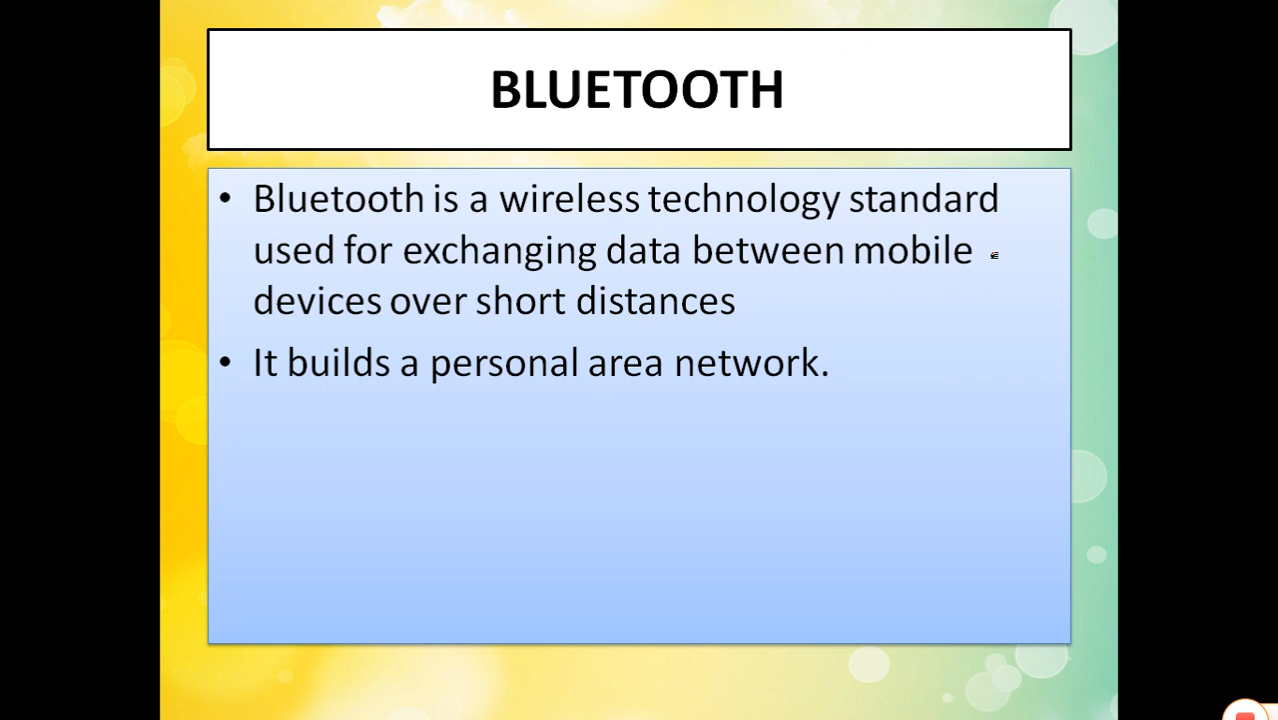 BLUETOOTH
• Bluetooth is a wireless technology standard
used for exchanging data between mobile
devices over short distances
• It builds a personal area network.